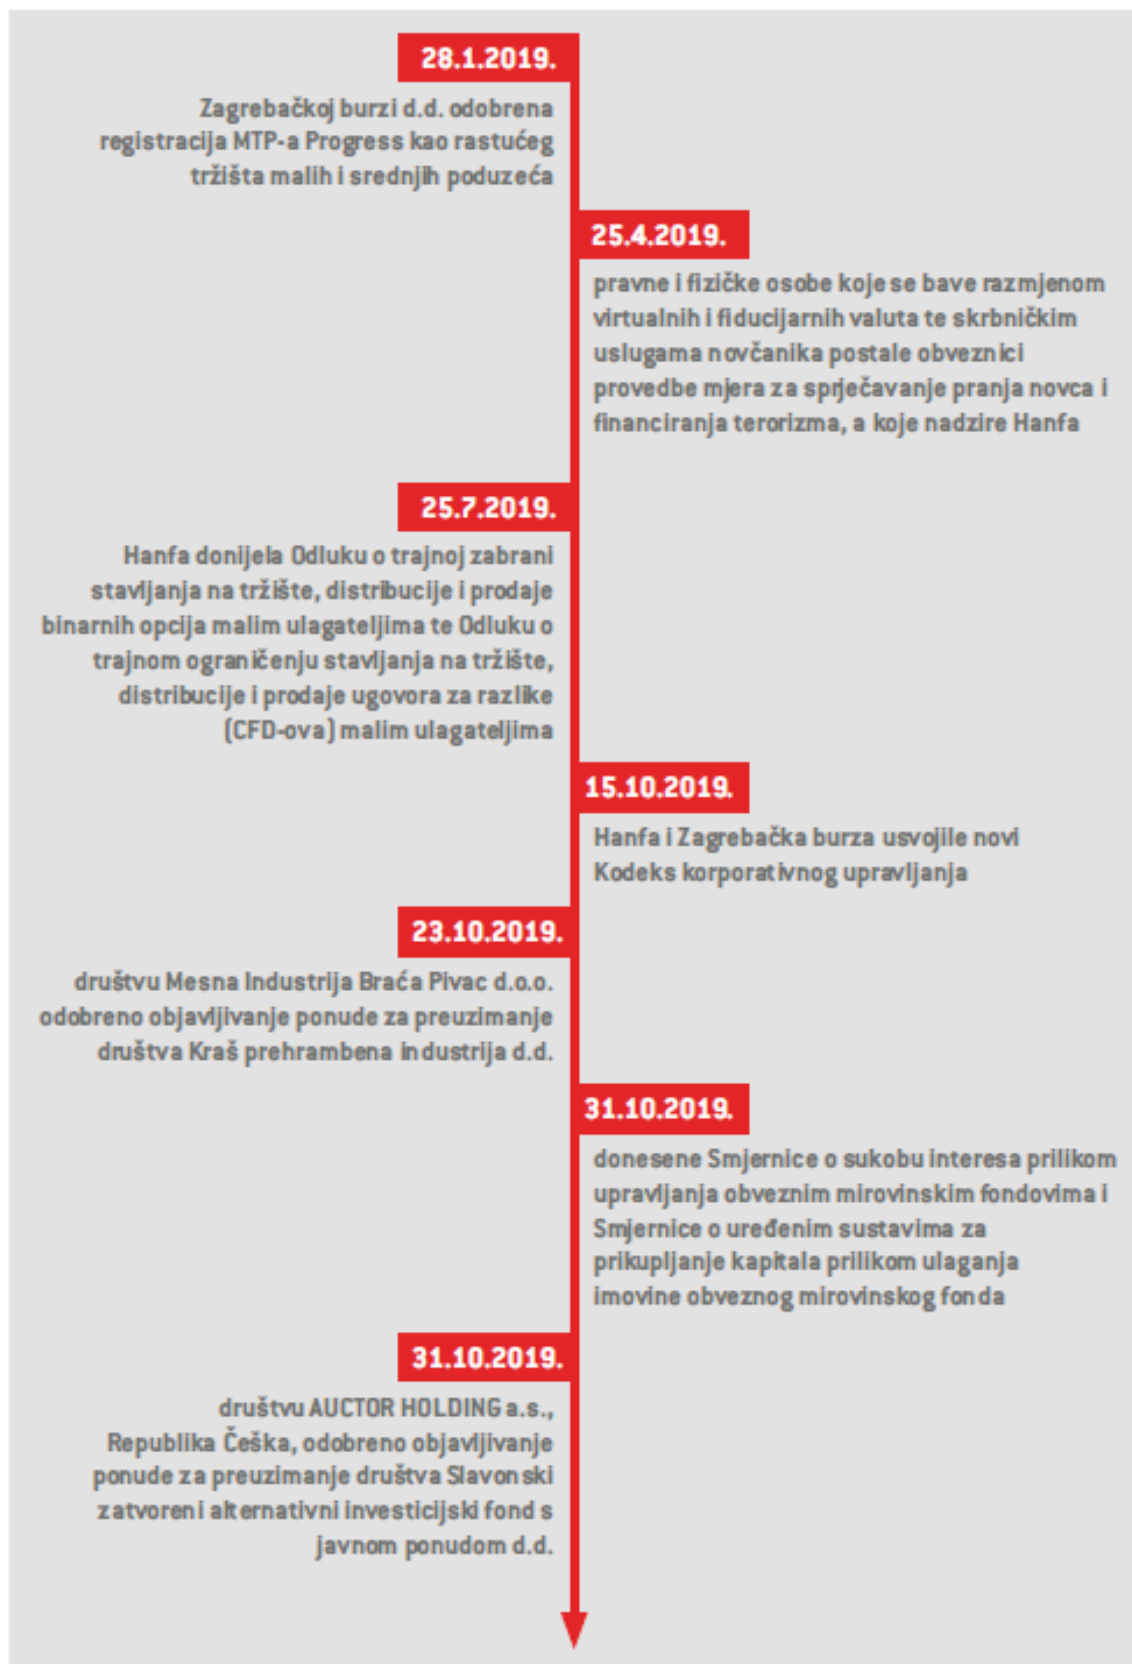 28.1.2019.
Zagrebačkoj burzi d.d. odobrena
registracija MTP-a Progress kao rastućeg
tržišta malih i srednjih poduzeća
25.4.2019.
pravne i fizičke osobe koje se bave razmjenom
virtualnih i fiducijarnih valuta te skrbničkim
uslugama novčanika postale obveznici
provedbe mjera za sprječavanje pranja novca i
financiranja terorizma, a koje nadzire Hanfa
25.7.2019.
Hanfa donijela Odluku o trajnoj zabrani
stavljanja na tržište, distribucije i prodaje
binarnih opcija malim ulagateljima te Odluku o
trajnom ograničenju stavljanja na tržište,
distribucije i prodaje ugovora za razlike
(CFD-ova) malim ulagateljima
15.10.2019.
Hanfa i Zagrebačka burza usvojile novi
Kodeks korporativnog upravljanja
23.10.2019.
društvu Mesna Industrija Braća Pivac d.o.o.
odobreno objavljivanje ponude za preuzimanje
društva Kraš prehrambena industrija d.d.
31.10.2019.
donesene Smjernice o sukobu interesa prilikom
upravljanja obveznim mirovinskim fondovima i
Smjernice o uređenim sustavima za
prikupljanje kapitala prilikom ulaganja
imovine obveznog mirovinskog fonda
31.10.2019.
društvu AUCTOR HOLDING a.s.,
Republika Češka, odobreno objavljivanje
ponude za preuzimanje društva Slavonski
zatvoreni alternativni investicijski fond s
javnom ponudom d.d.